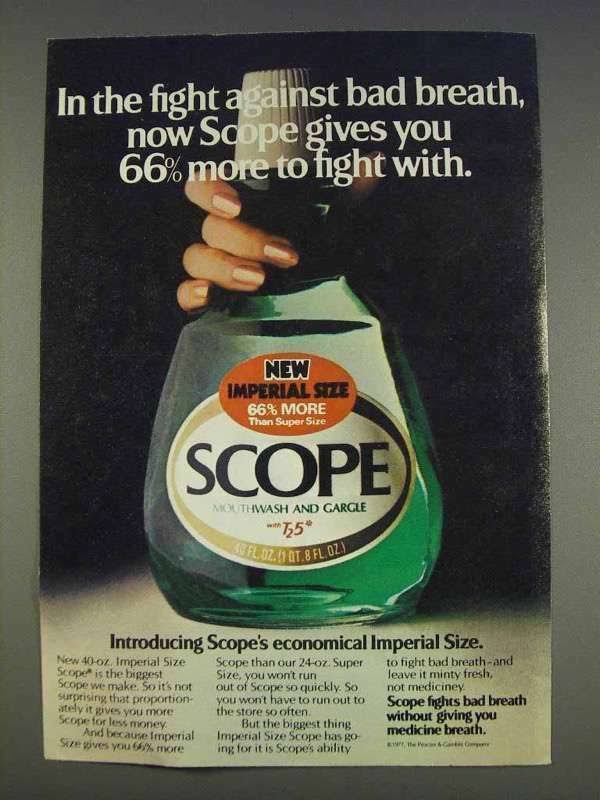 In the fight against bad breath,
now Scope gives you
66% more to fight with.
NEW
IMPERIAL SIZE
66% MORE
Than Super Size
SCOPE
MOUTHWASH AND GARGLE
with T25*
40 FL. OZ. (1 QT. 8 FL. OZ.)
Introducing Scope's economical Imperial Size.
New 40-oz. Imperial Size
Scope® is the biggest
Scope we make. So it's not
surprising that proportion-
ately it gives you more
Scope for less money.
And because Imperial
Size gives you 66% more
Scope than our 24-oz. Super
Size, you won't run
out of Scope so quickly. So
you won't have to run out to
the store so often.
But the biggest thing
Imperial Size Scope has go-
ing for it is Scope's ability
to fight bad breath-and
leave it minty fresh,
not mediciney.
Scope fights bad breath
without giving you
medicine breath.
©1977, The Procter & Gamble Company